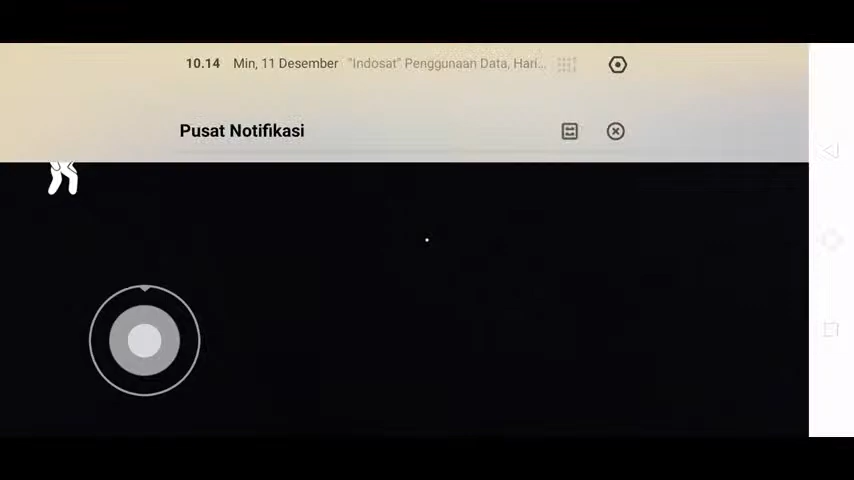 10.14 Min, 11 Desember "Indosat" Penggunaan Data, Hari...
Pusat Notifikasi